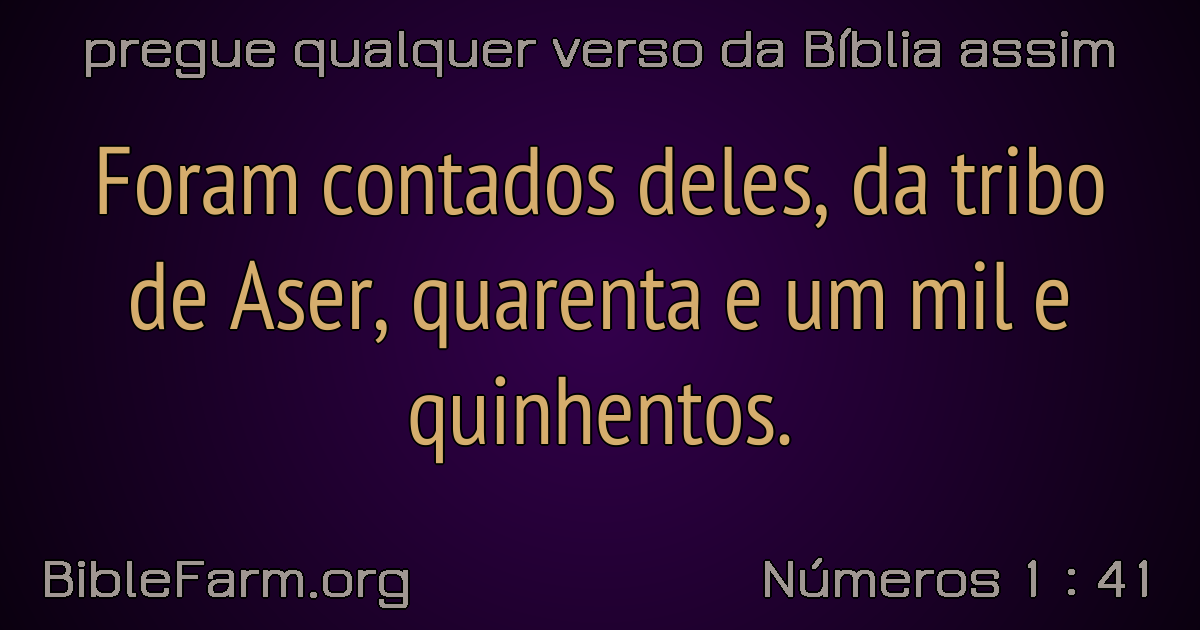 pregue qualquer verso da Bíblia assim
Foram contados deles, da tribo
de Aser, quarenta e um mil e
quinhentos.
BibleFarm.org
Números 1 : 41